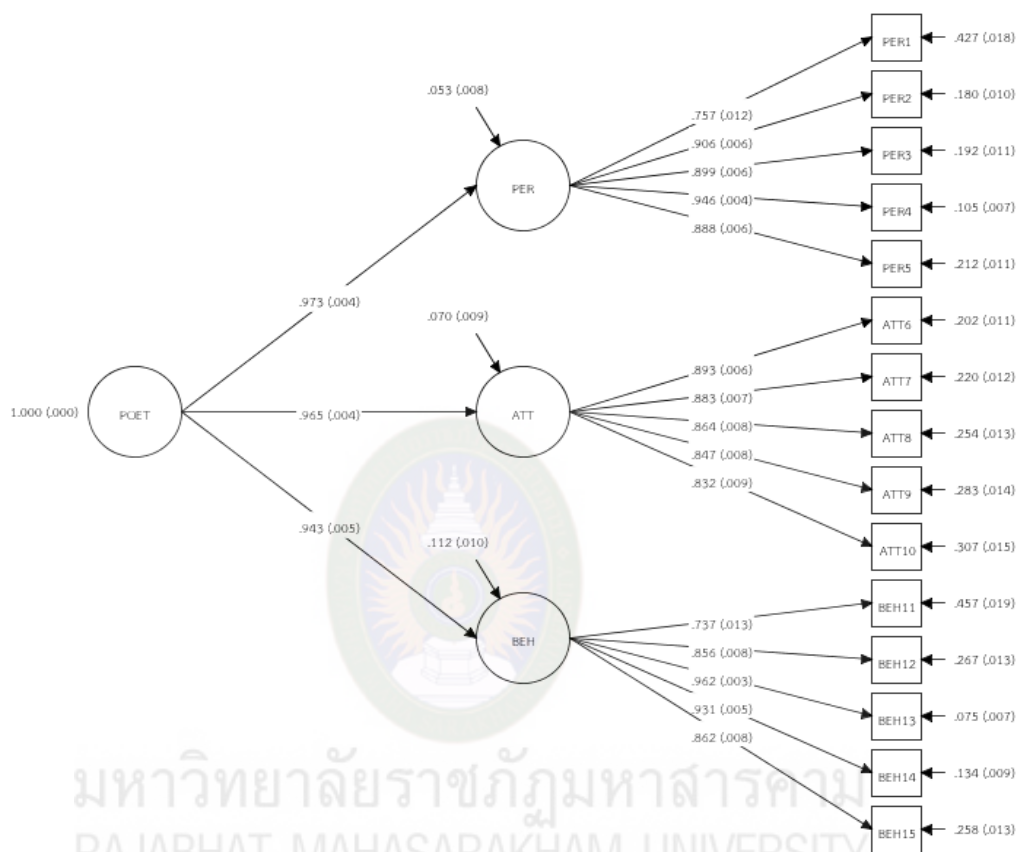 PER1
.427 (.018)
.053 (.008)
PER2
.180 (.010)
.757 (.012)
.906 (.006)
PER3
.192 (.011)
.899 (.006)
PER
.946 (.004)
PER4
.105 (.007)
.888 (.006)
PER5
.212 (.011)
.973 (.004)
.070 (.009)
ATT6
.202 (.011)
.893 (.006)
ATT7
.220 (.012)
.883 (.007)
1.000 (.000)
POET
.965 (.004)
ATT
.864 (.008)
ATT8
.254 (.013)
.847 (.008)
.832 (.009)
ATT9
.283 (.014)
.943 (.005)
.112 (.010)
ATT10
.307 (.015)
BEH11
.457 (.019)
.737 (.013)
BEH
.856 (.008)
BEH12
.267 (.013)
.962 (.003)
.931 (.005)
BEH13
.075 (.007)
.862 (.008)
BEH14
.134 (.009)
มหาวิทยาลัยราชภัฏมหาสารคาม
BEH15
.258 (.013)
RAJABHAT MAHASARAKHAM UNIVERSITY